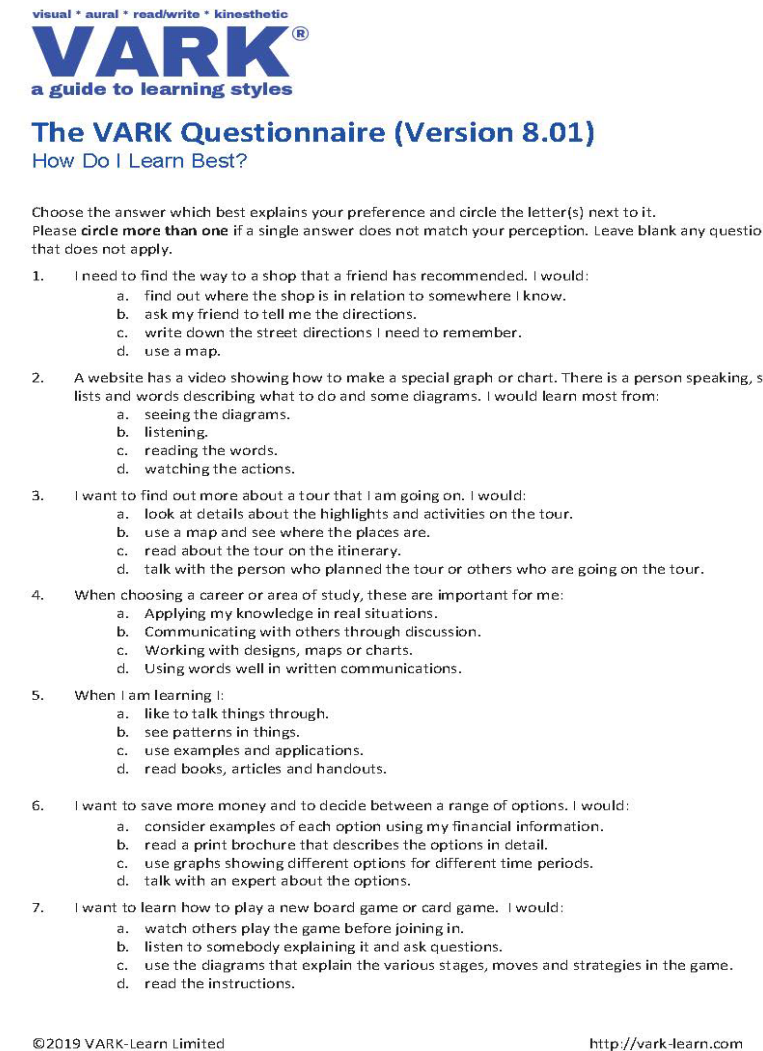 visual * aural * read/write * kinesthetic
VARK®
a guide to learning styles
The VARK Questionnaire (Version 8.01)
How Do I Learn Best?
Choose the answer which best explains your preference and circle the letter(s) next to it.
Please circle more than one if a single answer does not match your perception. Leave blank any questio
that does not apply.
1. I need to find the way to a shop that a friend has recommended. I would:
a. find out where the shop is in relation to somewhere I know.
b. ask my friend to tell me the directions.
c. write down the street directions I need to remember.
d. use a map.
2. A website has a video showing how to make a special graph or chart. There is a person speaking, s
lists and words describing what to do and some diagrams. I would learn most from:
a. seeing the diagrams.
b. listening.
c. reading the words.
d. watching the actions.
3. I want to find out more about a tour that I am going on. I would:
a. look at details about the highlights and activities on the tour.
b. use a map and see where the places are.
c. read about the tour on the itinerary.
d. talk with the person who planned the tour or others who are going on the tour.
4. When choosing a career or area of study, these are important for me:
a. Applying my knowledge in real situations.
b. Communicating with others through discussion.
c. Working with designs, maps or charts.
d. Using words well in written communications.
5. When I am learning I:
a. like to talk things through.
b. see patterns in things.
c. use examples and applications.
d. read books, articles and handouts.
6. I want to save more money and to decide between a range of options. I would:
a. consider examples of each option using my financial information.
b. read a print brochure that describes the options in detail.
c. use graphs showing different options for different time periods.
d. talk with an expert about the options.
7. I want to learn how to play a new board game or card game. I would:
a. watch others play the game before joining in.
b. listen to somebody explaining it and ask questions.
c. use the diagrams that explain the various stages, moves and strategies in the game.
d. read the instructions.
©2019 VARK-Learn Limited
http://vark-learn.com